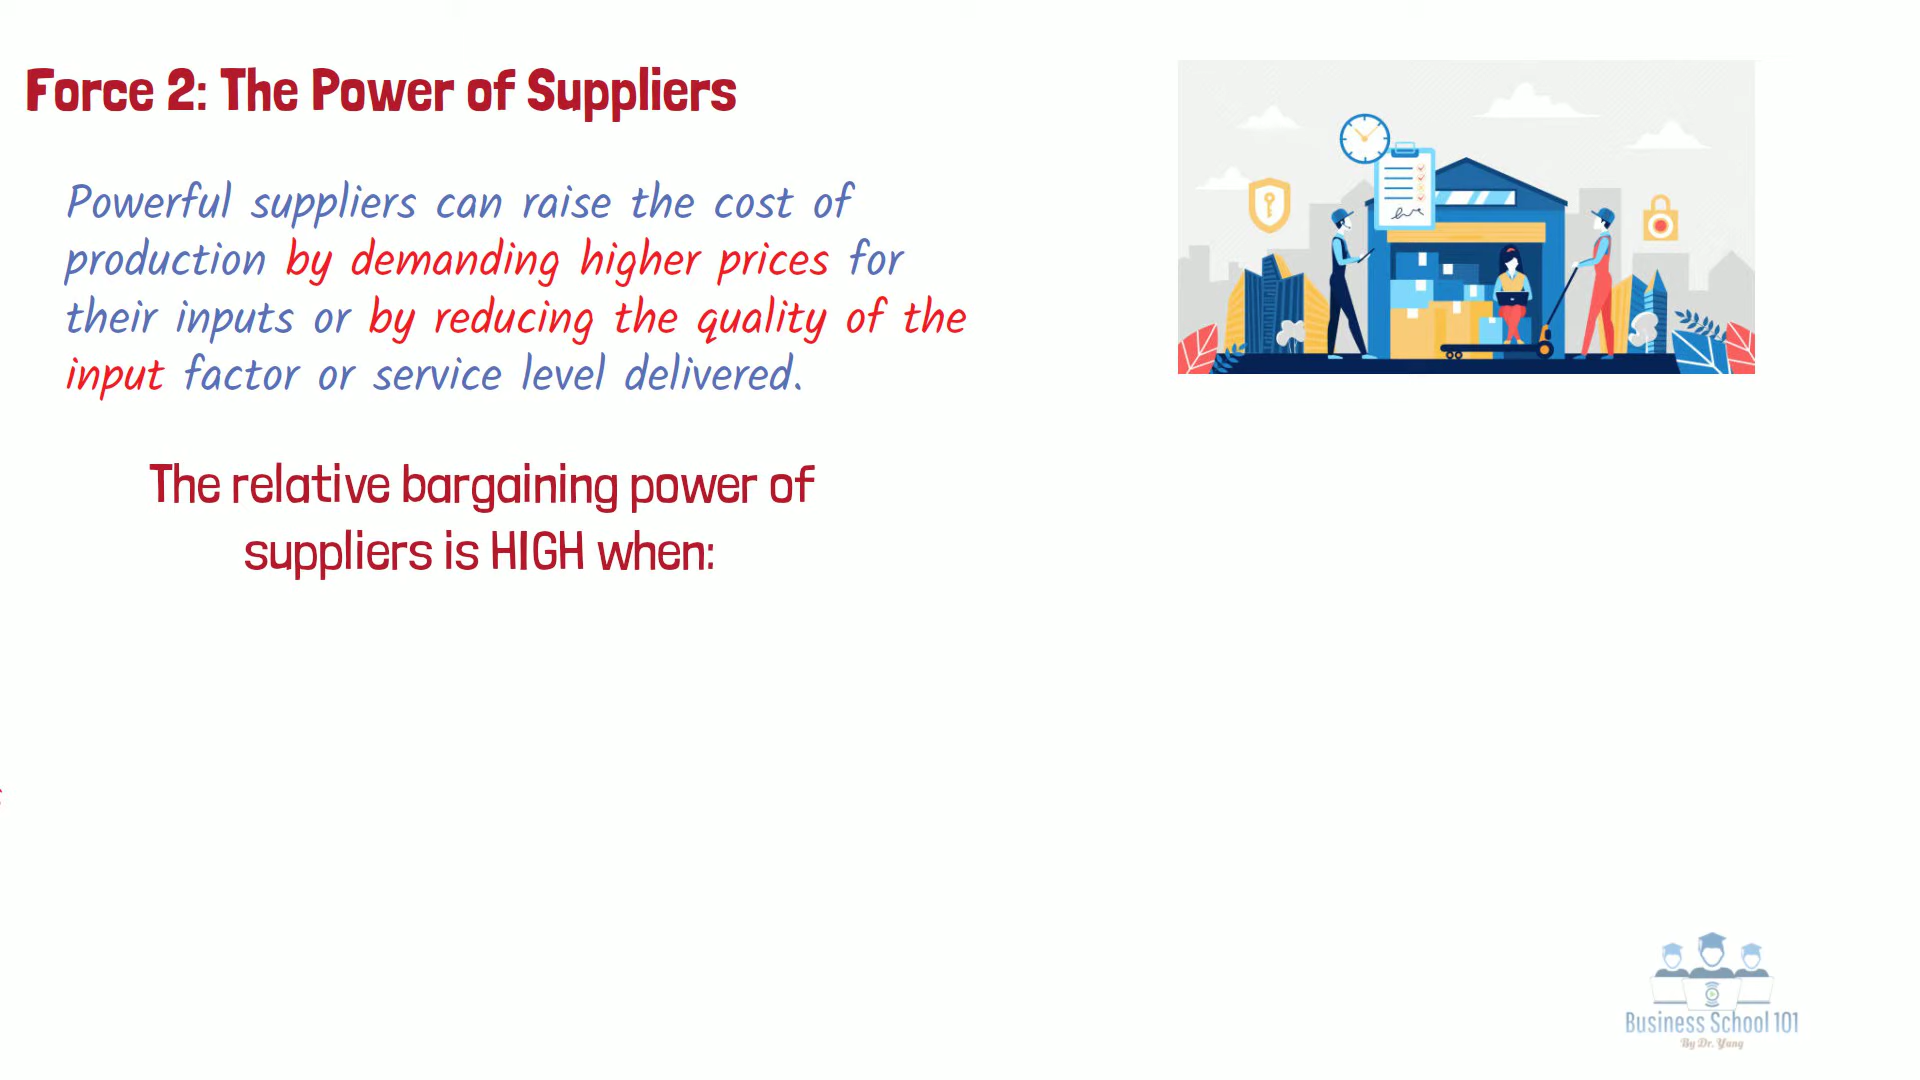 Force 2: The Power of Suppliers
Powerful suppliers can raise the cost of
production by demanding higher prices for
their inputs or by reducing the quality of the
input factor or service level delivered.
The relative bargaining power of
suppliers is HIGH when:
Business School 101
By Dr. Yang